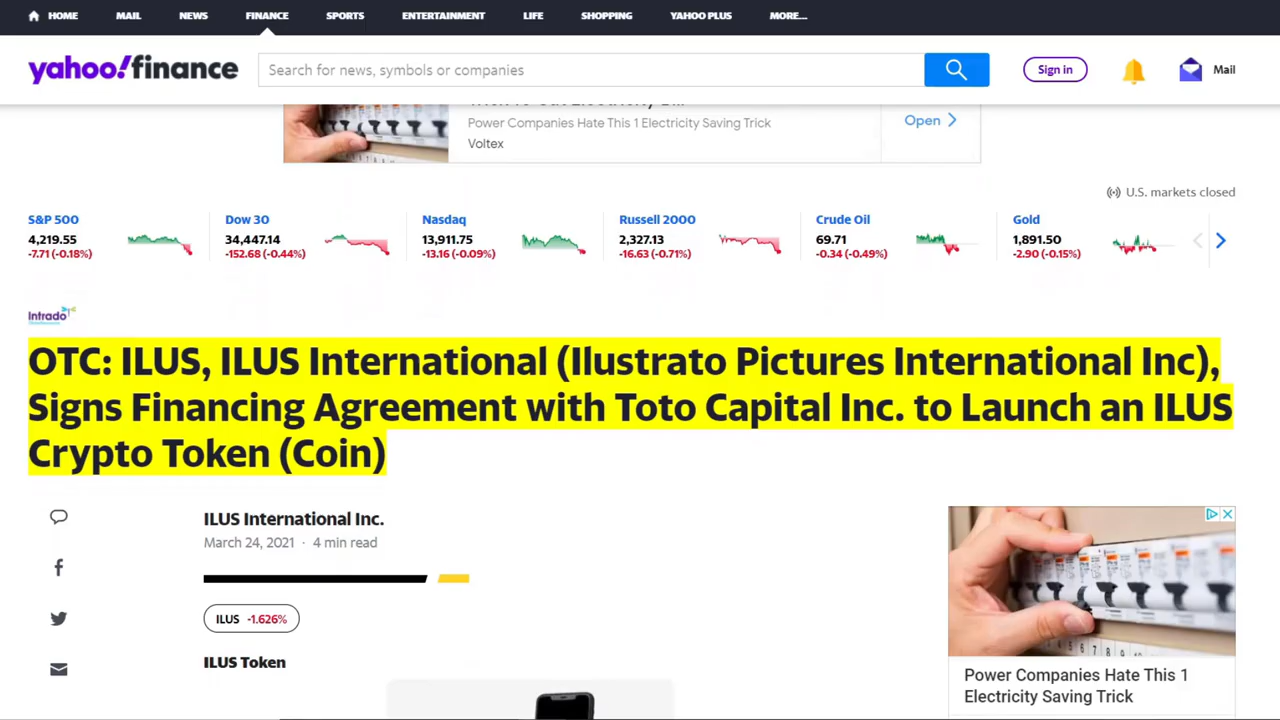 HOME MAIL NEWS FINANCE SPORTS ENTERTAINMENT LIFE SHOPPING YAHOO PLUS MORE...
yahoo!finance Search for news, symbols or companies Sign in Mail
Power Companies Hate This 1 Electricity Saving Trick Open
Voltex
U.S. markets closed
S&P 500 Dow 30 Nasdaq Russell 2000 Crude Oil Gold
4,219.55 34,447.14 13,911.75 2,327.13 69.71 1,891.50
-7.71 (-0.18%) -152.68 (-0.44%) -13.16 (-0.09%) -16.63 (-0.71%) -0.34 (-0.49%) -2.90 (-0.15%)
Intrado
OTC: ILUS, ILUS International (Ilustrato Pictures International Inc),
Signs Financing Agreement with Toto Capital Inc. to Launch an ILUS
Crypto Token (Coin)
ILUS International Inc.
March 24, 2021 · 4 min read
ILUS -1.626%
ILUS Token
Power Companies Hate This 1
Electricity Saving Trick